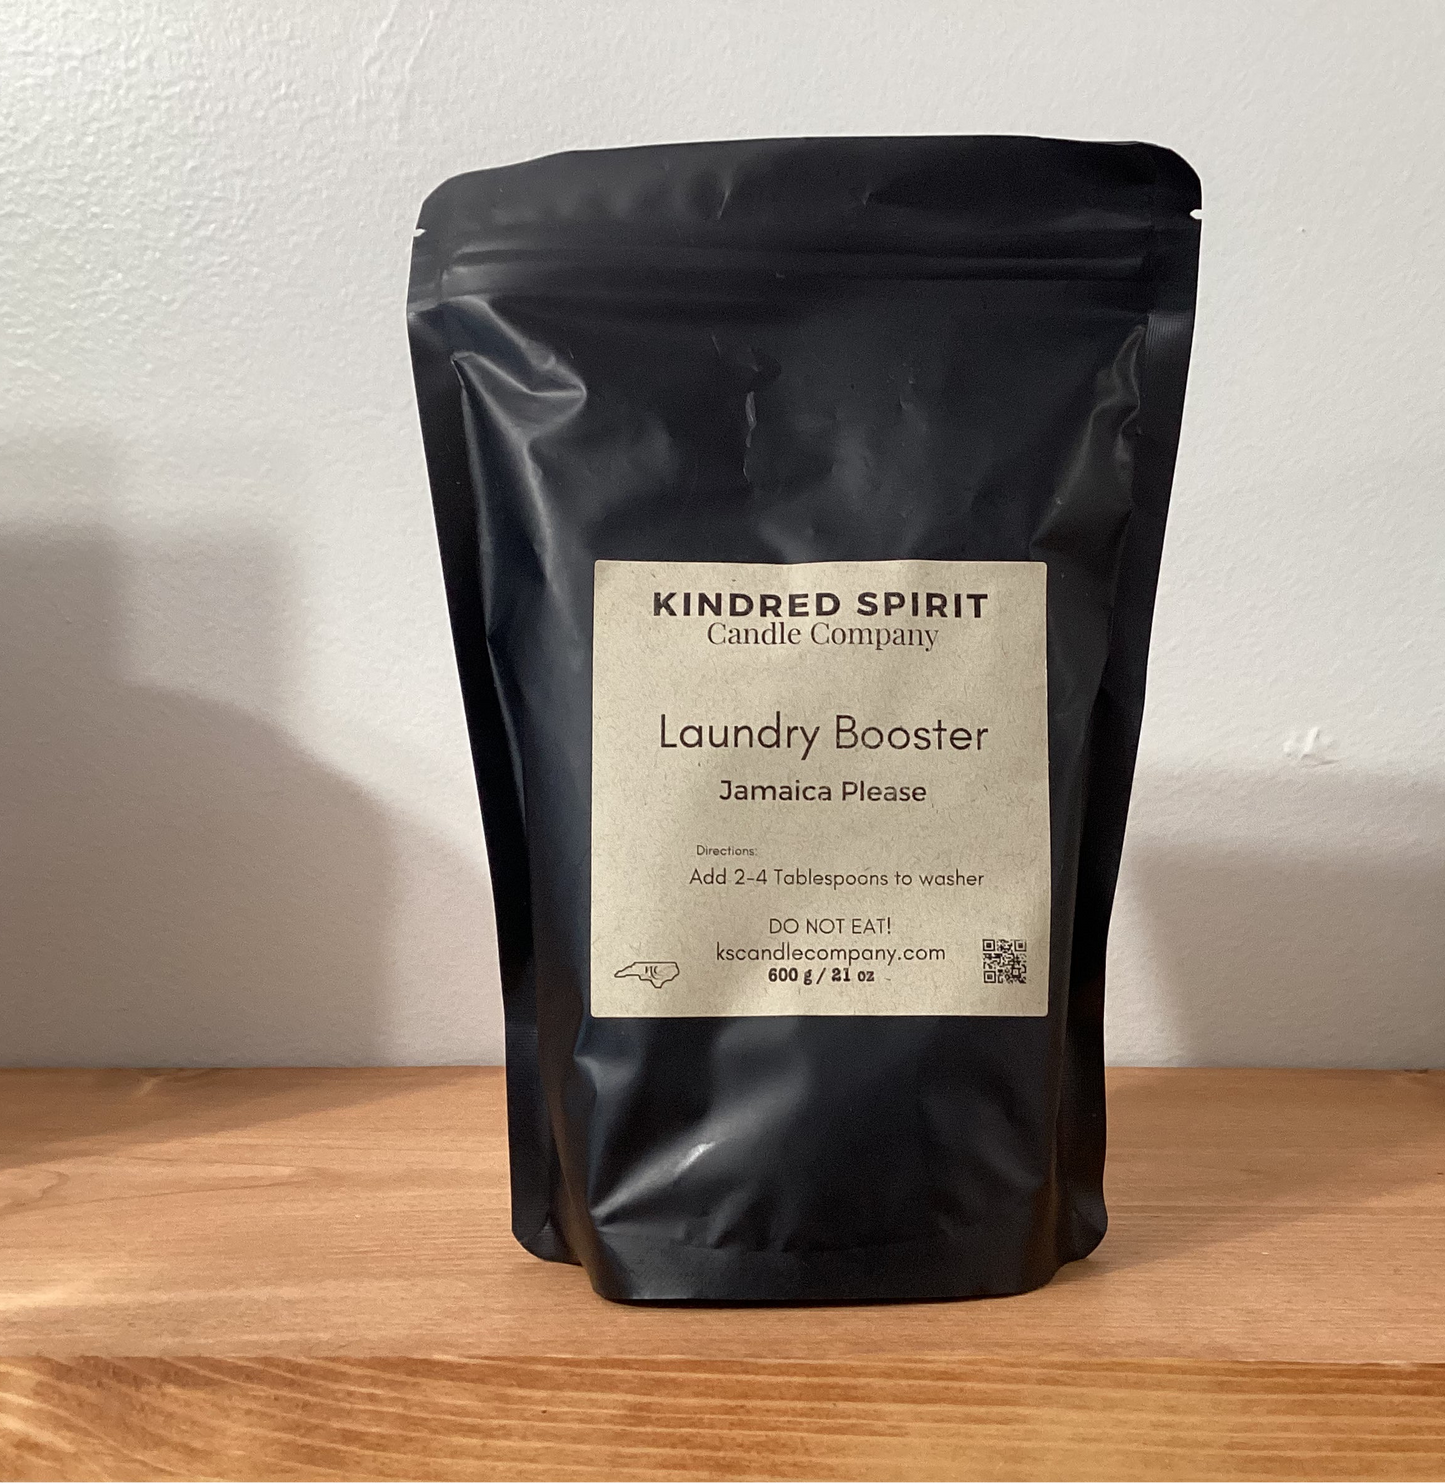 KINDRED SPIRIT
Candle Company
Laundry Booster
Jamaica Please
Directions:
Add 2-4 Tablespoons to washer
DO NOT EAT!
kscandlecompany.com
NC
600 g / 21 oz